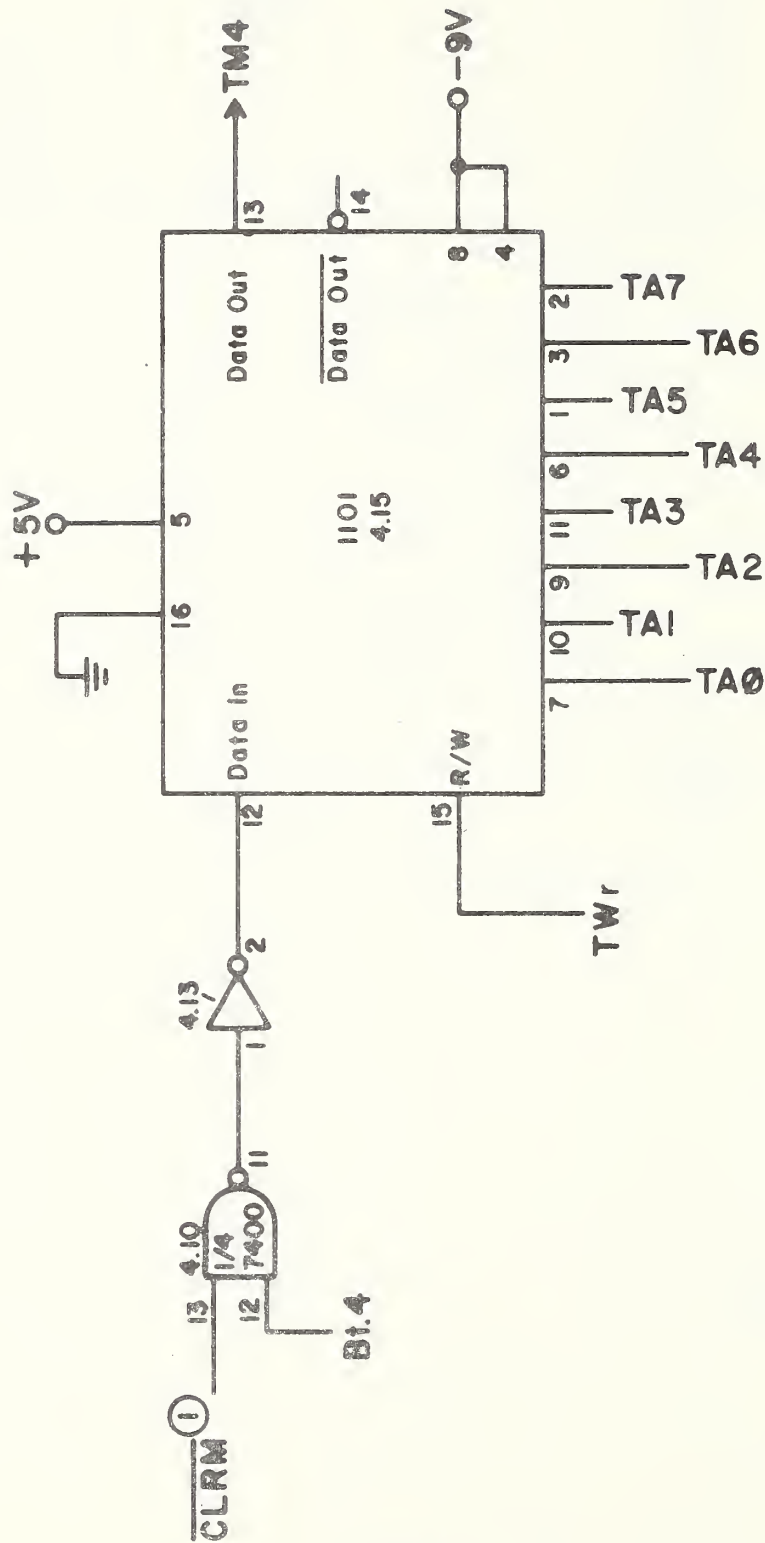 +5V
16
5
Data In
Data Out
13
TM4
Data Out
14
1101
4.15
8
4
-9V
12
15
R/W
7
10
9
11
6
1
3
2
TA0
TA1
TA2
TA3
TA4
TA5
TA6
TA7
TWr
4.13
1
2
4.10
1/4
7400
13
12
11
CLRM
1
Bt.4